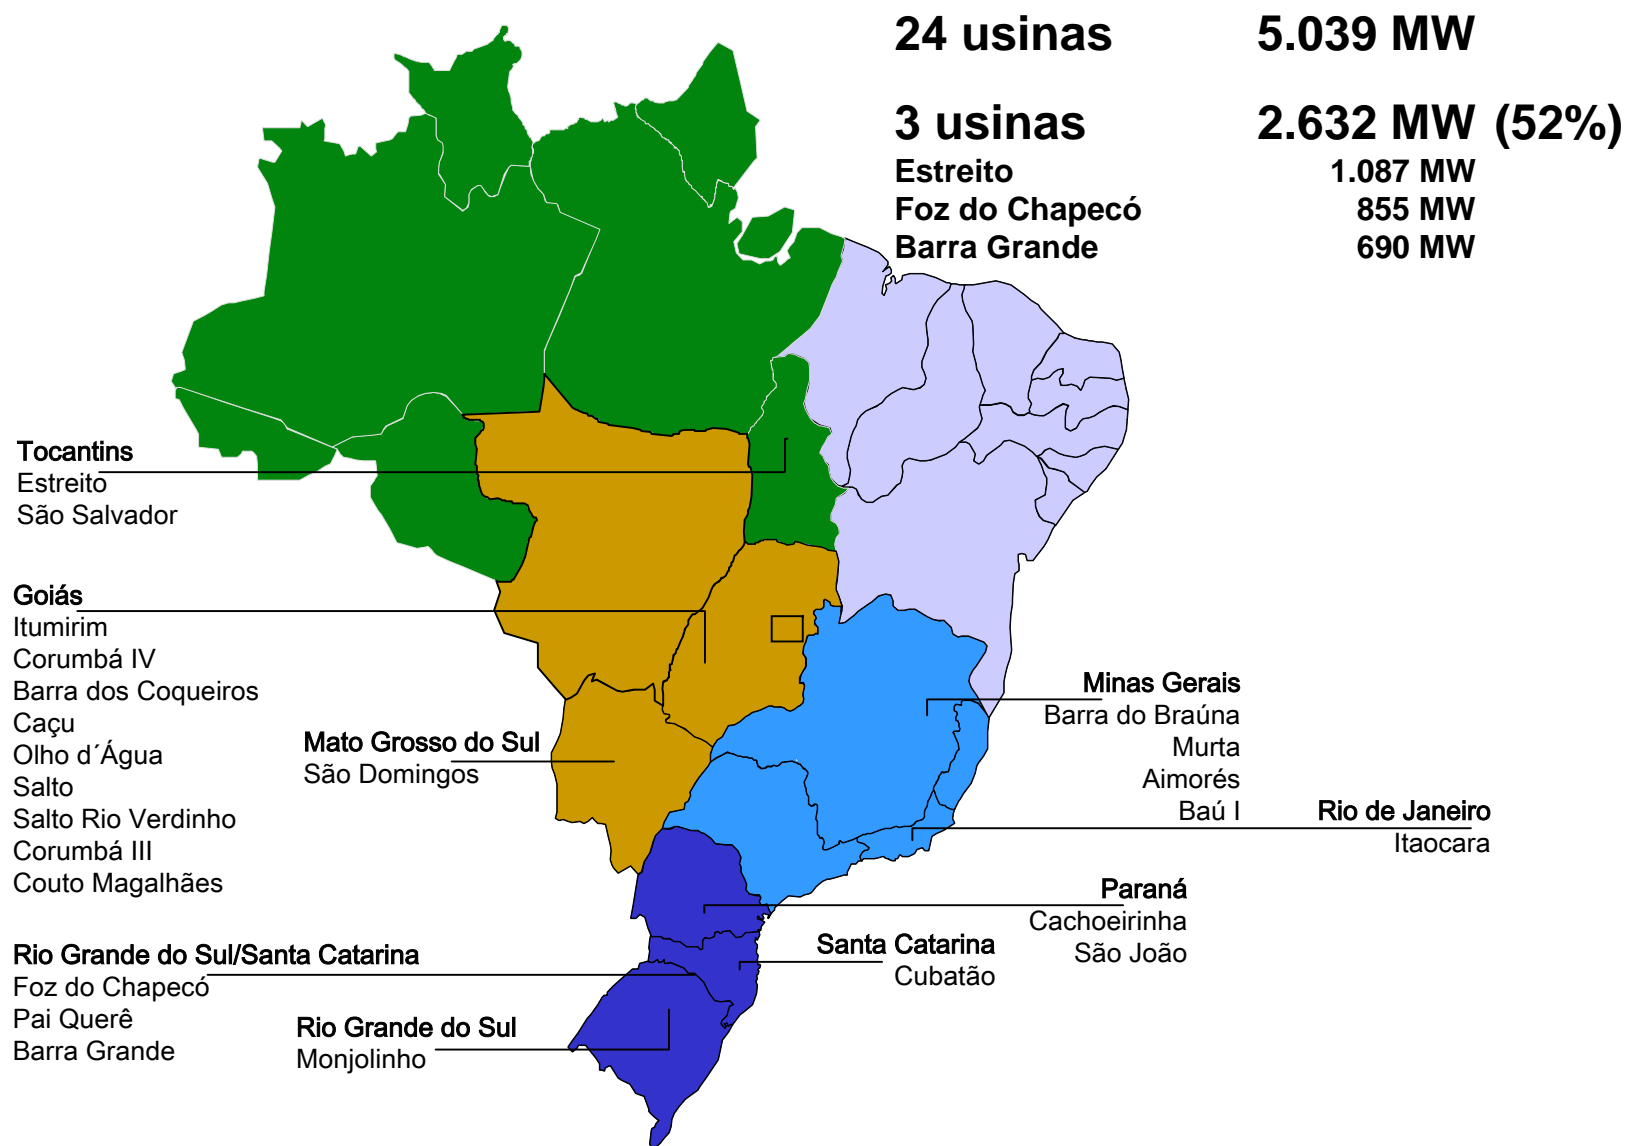 24 usinas 5.039 MW
3 usinas 2.632 MW (52%)
Estreito 1.087 MW
Foz do Chapecó 855 MW
Barra Grande 690 MW
Tocantins
Estreito
São Salvador
Goiás
Itumirim
Corumbá IV
Barra dos Coqueiros
Caçu
Olho d´Água
Salto
Salto Rio Verdinho
Corumbá III
Couto Magalhães
Mato Grosso do Sul
São Domingos
Minas Gerais
Barra do Braúna
Murta
Aimorés
Baú I
Rio de Janeiro
Itaocara
Paraná
Cachoeirinha
São João
Santa Catarina
Cubatão
Rio Grande do Sul/Santa Catarina
Foz do Chapecó
Pai Querê
Barra Grande
Rio Grande do Sul
Monjolinho